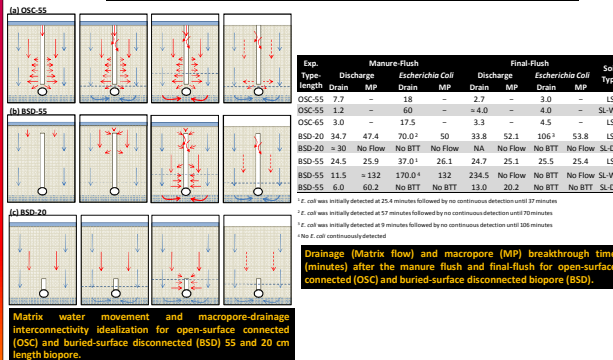 (a) OSC-55
(b) BSD-55
(c) BSD-20
Matrix water movement and macropore-drainage
interconnectivity idealization for open-surface connected
(OSC) and buried-surface disconnected (BSD) 55 and 20 cm
length biopore.
Exp. Manure-Flush Final-Flush
Type- Discharge Escherichia Coli Discharge Escherichia Coli
length Drain MP Drain MP Drain MP Drain MP Typ
OSC-55 7.7 – 18 – 2.7 – 3.0 – LS
OSC-55 1.2 – 60 ≈– 4.0 – SL-W
OSC-65 3.0 – 17.5 – 3.3 – 4.5 – LS
BSD-20 34.7 47.4 70.0² 50 33.8 52.1 106³ 53.8 LS
BSD-20 ≈ 30 No Flow No BTT No Flow NA No Flow No BTT No Flow SL-D
BSD-55 24.5 25.9 37.0¹ 26.1 24.7 25.1 25.5 25.4 LS
BSD-55 11.5 ≈ 132 170.0⁴ 132 234.5 No Flow No BTT No Flow SL-W
BSD-55 6.0 60.2 No BTT No BTT 13.0 20.2 No BTT No BTT SL-D
¹ E. coli was initially detected at 25.4 minutes followed by no continuous detection until 37 minutes
² E. coli was initially detected at 57 minutes followed by no continuous detection until 70 minutes
³ E. coli was initially detected at 9 minutes followed by no continuous detection until 106 minutes
⁴ No E. coli continuously detected
Drainage (Matrix flow) and macropore (MP) breakthrough time
(minutes) after the manure flush and final-flush for open-surface
connected (OSC) and buried-surface disconnected biopore (BSD).